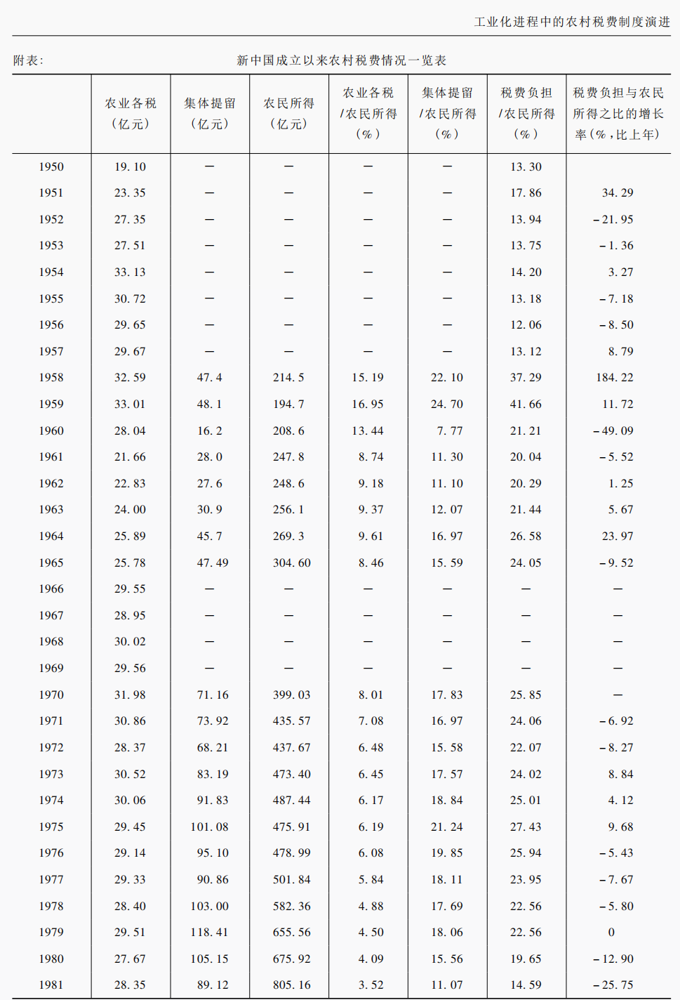 工业化进程中的农村税费制度演进
附表: 新中国成立以来农村税费情况一览表
农业各税(亿元) 集体提留(亿元) 农民所得(亿元) 农业各税/农民所得(%) 集体提留/农民所得(%) 税费负担/农民所得(%) 税费负担与农民所得之比的增长率(%,比上年)
1950 19.10 — — — — 13.30
1951 23.35 — — — — 17.86 34.29
1952 27.35 — — — — 13.94 -21.95
1953 27.51 — — — — 13.75 -1.36
1954 33.13 — — — — 14.20 3.27
1955 30.72 — — — — 13.18 -7.18
1956 29.65 — — — — 12.06 -8.50
1957 29.67 — — — — 13.12 8.79
1958 32.59 47.4 214.5 15.19 22.10 37.29 184.22
1959 33.01 48.1 194.7 16.95 24.70 41.66 11.72
1960 28.04 16.2 208.6 13.44 7.77 21.21 -49.09
1961 21.66 28.0 247.8 8.74 11.30 20.04 -5.52
1962 22.83 27.6 248.6 9.18 11.10 20.29 1.25
1963 24.00 30.9 256.1 9.37 12.07 21.44 5.67
1964 25.89 45.7 269.3 9.61 16.97 26.58 23.97
1965 25.78 47.49 304.60 8.46 15.59 24.05 -9.52
1966 29.55 — — — — — —
1967 28.95 — — — — — —
1968 30.02 — — — — — —
1969 29.56 — — — — — —
1970 31.98 71.16 399.03 8.01 17.83 25.85 —
1971 30.86 73.92 435.57 7.08 16.97 24.06 -6.92
1972 28.37 68.21 437.67 6.48 15.58 22.07 -8.27
1973 30.52 83.19 473.40 6.45 17.57 24.02 8.84
1974 30.06 91.83 487.44 6.17 18.84 25.01 4.12
1975 29.45 101.08 475.91 6.19 21.24 27.43 9.68
1976 29.14 95.10 478.99 6.08 19.85 25.94 -5.43
1977 29.33 90.86 501.84 5.84 18.11 23.95 -7.67
1978 28.40 103.00 582.36 4.88 17.69 22.56 -5.80
1979 29.51 118.41 655.56 4.50 18.06 22.56 0
1980 27.67 105.15 675.92 4.09 15.56 19.65 -12.90
1981 28.35 89.12 805.16 3.52 11.07 14.59 -25.75